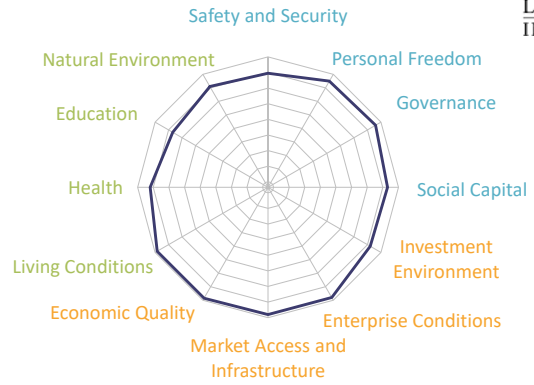 Safety and Security
Personal Freedom
Governance
Social Capital
Investment
Environment
Enterprise Conditions
Market Access and
Infrastructure
Economic Quality
Living Conditions
Health
Education
Natural Environment